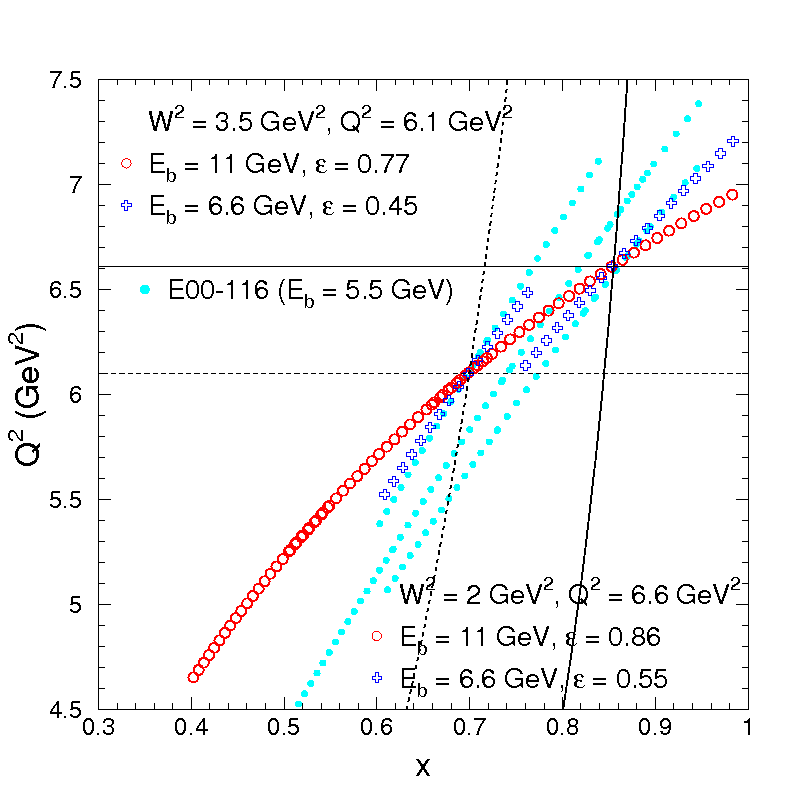 7.5
W² = 3.5 GeV², Q² = 6.1 GeV²
E_b = 11 GeV, ε = 0.77
7
E_b = 6.6 GeV, ε = 0.45
6.5
E00-116 (E_b = 5.5 GeV)
Q² (GeV²)
6
5.5
5
W² = 2 GeV², Q² = 6.6 GeV²
E_b = 11 GeV, ε = 0.86
E_b = 6.6 GeV, ε = 0.55
4.5
0.3 0.4 0.5 0.6 0.7 0.8 0.9 1
x